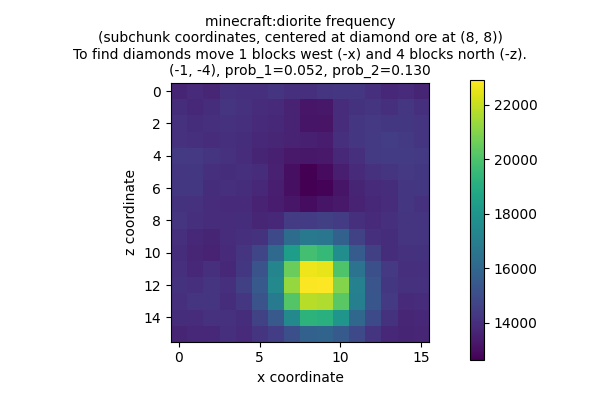 minecraft:diorite frequency
(subchunk coordinates, centered at diamond ore at (8, 8))
To find diamonds move 1 blocks west (-x) and 4 blocks north (-z).
(-1, -4), prob_1=0.052, prob_2=0.130
0
2
4
6
8
10
12
14
z coordinate
0
5
10
15
x coordinate
22000
20000
18000
16000
14000